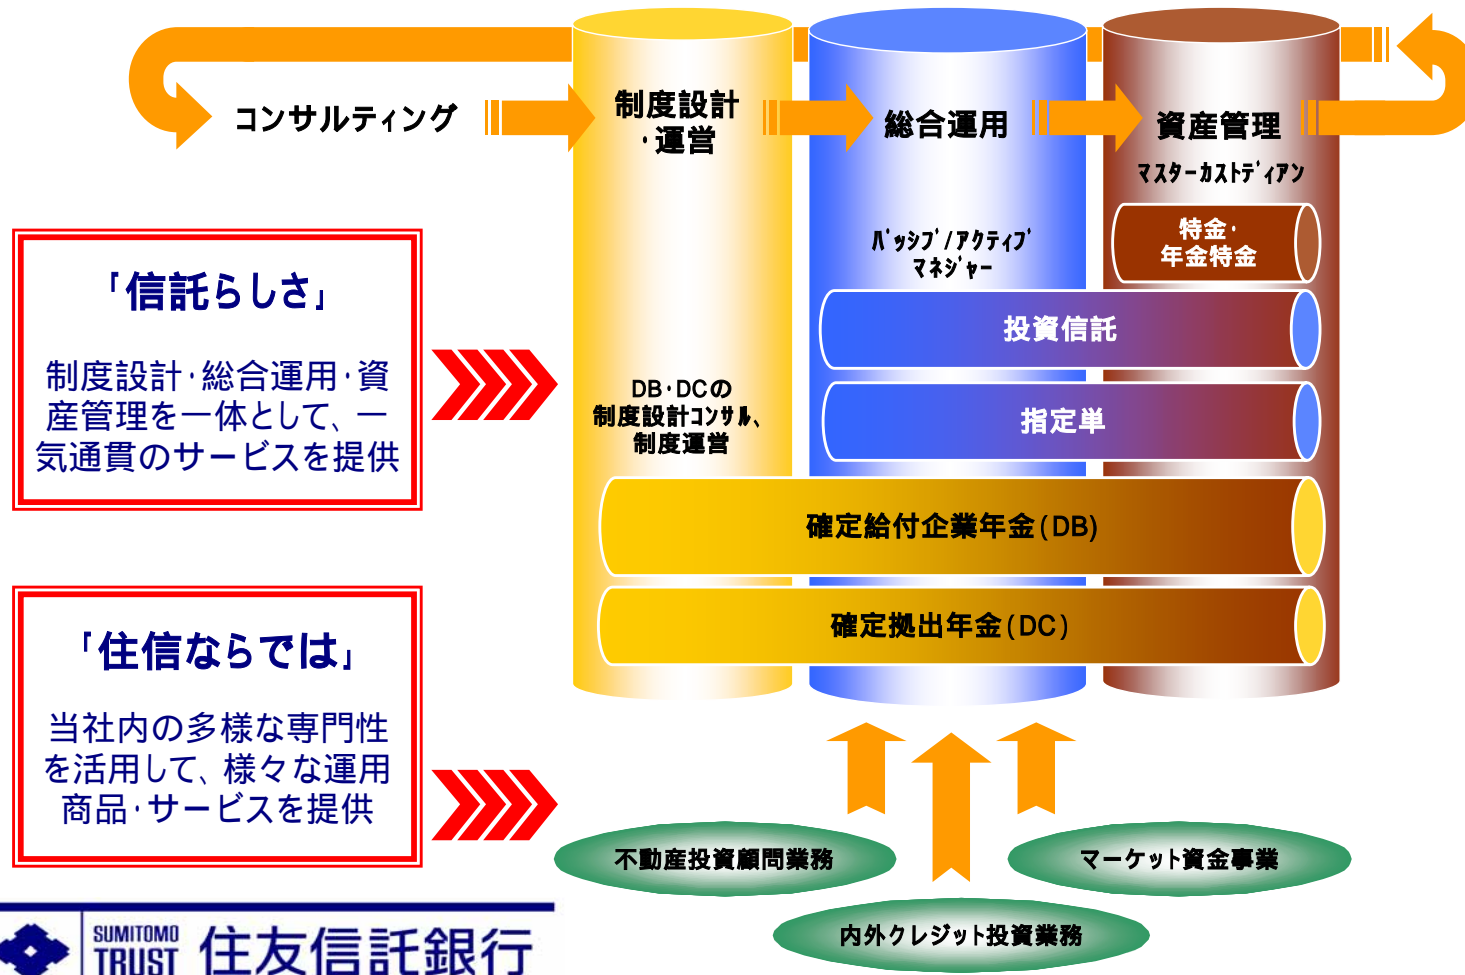 コンサルティング
制度設計
・運営
総合運用
資産管理
マスターカストディアン
パッシブ/アクティブ
マネジャー
特金・
年金特金
投資信託
指定単
DB・DCの
制度設計コンサル、
制度運営
確定給付企業年金(DB)
確定拠出年金(DC)
「信託らしさ」
制度設計・総合運用・資
産管理を一体として、一
気通貫のサービスを提供
「住信ならでは」
当社内の多様な専門性
を活用して、様々な運用
商品・サービスを提供
不動産投資顧問業務
マーケット資金事業
内外クレジット投資業務
SUMITOMO
TRUST
住友信託銀行